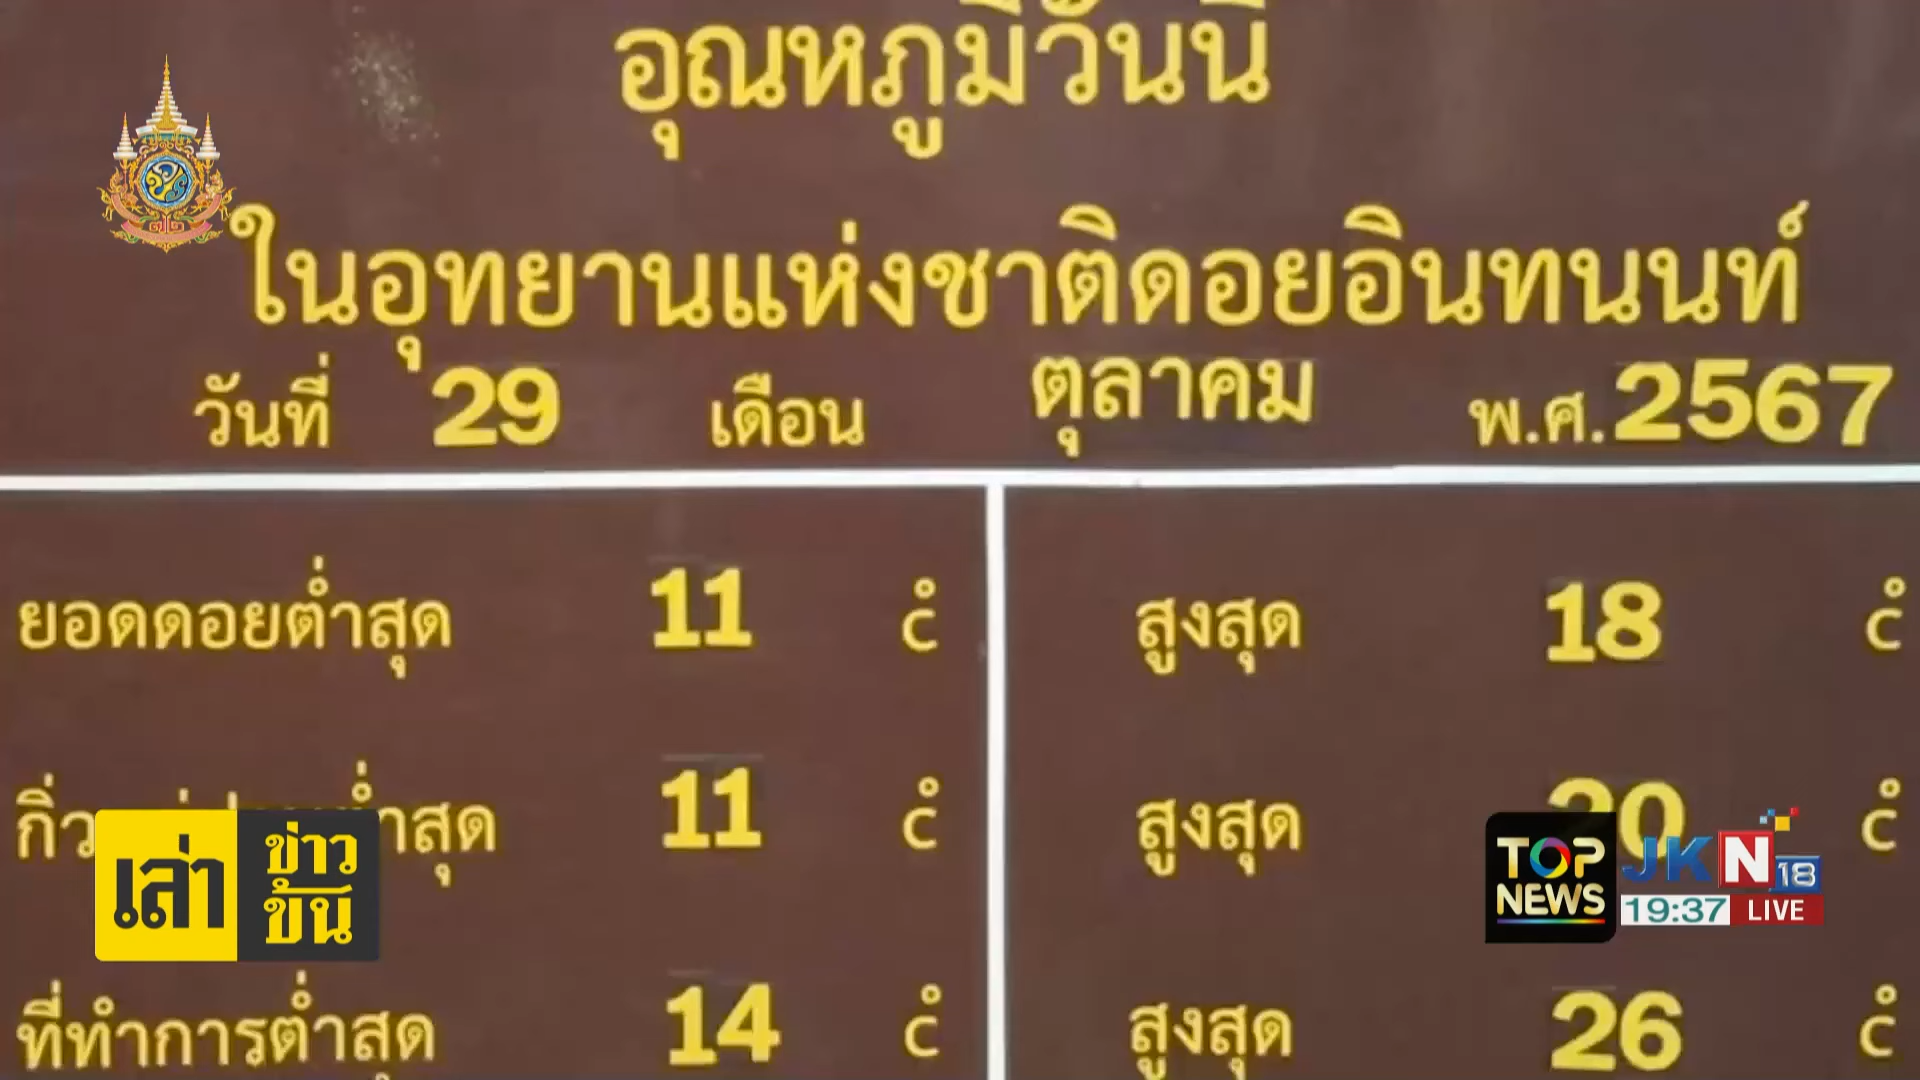 อุณหภูมิวันนี้
ในอุทยานแห่งชาติดอยอินทนนท์
วันที่ 29 เดือน ตุลาคม พ.ศ. 2567
ยอดดอยต่ำสุด 11 C° สูงสุด 18 C°
11 C° สูงสุด 20 C°
ที่ทำการต่ำสุด 14 C° สูงสุด 26 C°
เล่า
ข่าว
ข้น
TOP
NEWS
JKN 18
19:37 LIVE